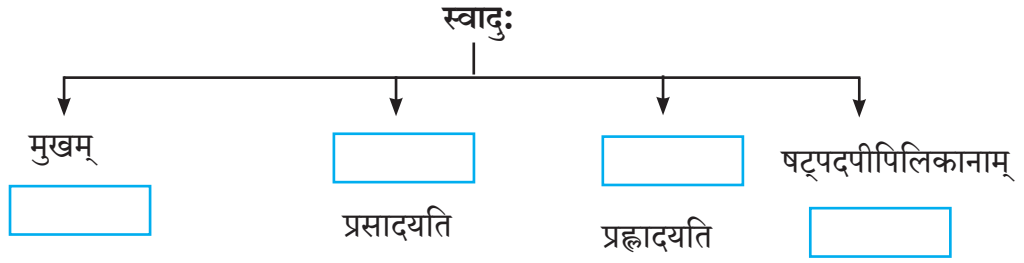 स्वादु:
मुखम्
षट्पदपीपिलिकानाम्
प्रसादयति
प्रह्लादयति